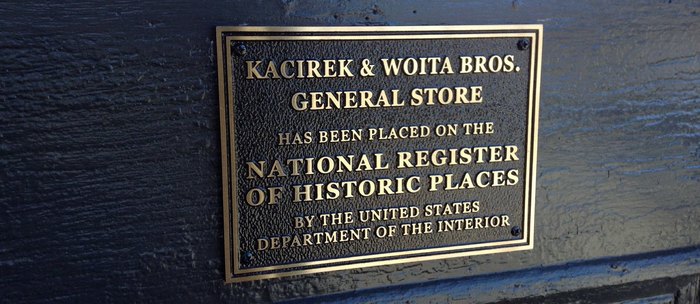 KACIREK & WOITA BROS.
GENERAL STORE
HAS BEEN PLACED ON THE
NATIONAL REGISTER
OF HISTORIC PLACES
BY THE UNITED STATES
DEPARTMENT OF THE INTERIOR